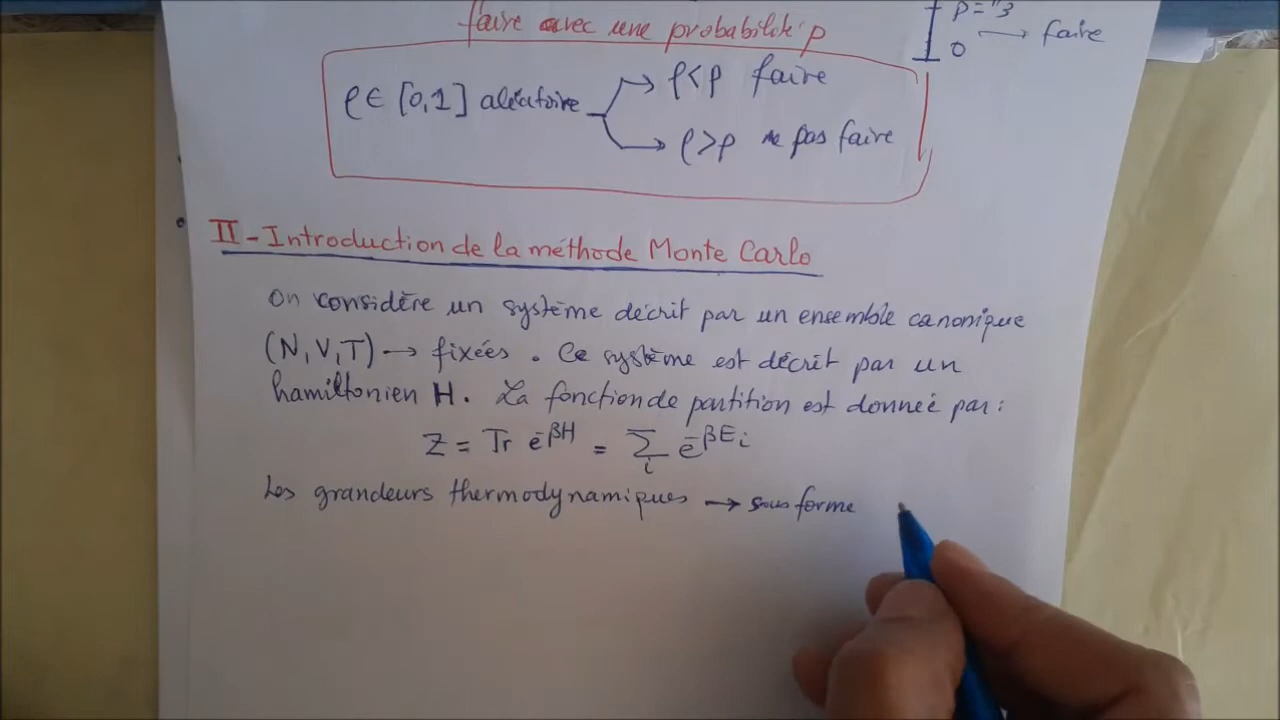 faire avec une probabilité p
p = 1/3
0 → faire
ρ ∈ [0,1] aléatoire
→ ρ<p faire
→ ρ>p ne pas faire
II - Introduction de la méthode Monte Carlo
On considère un système décrit par un ensemble canonique
(N,V,T) → fixées . Ce système est décrit par un
hamiltonien H. La fonction de partition est donnée par :
Z = Tr e^-βH = Σ_i e^-βEi
Les grandeurs thermodynamiques → sous forme